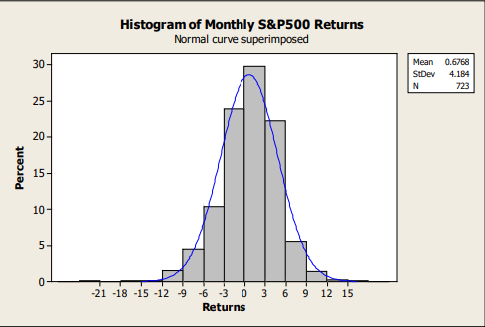 Histogram of Monthly S&P500 Returns
Normal curve superimposed
Mean 0.6768
StDev 4.184
N 723
Percent
30
25
20
15
10
5
0
-21 -18 -15 -12 -9 -6 -3 0 3 6 9 12 15
Returns